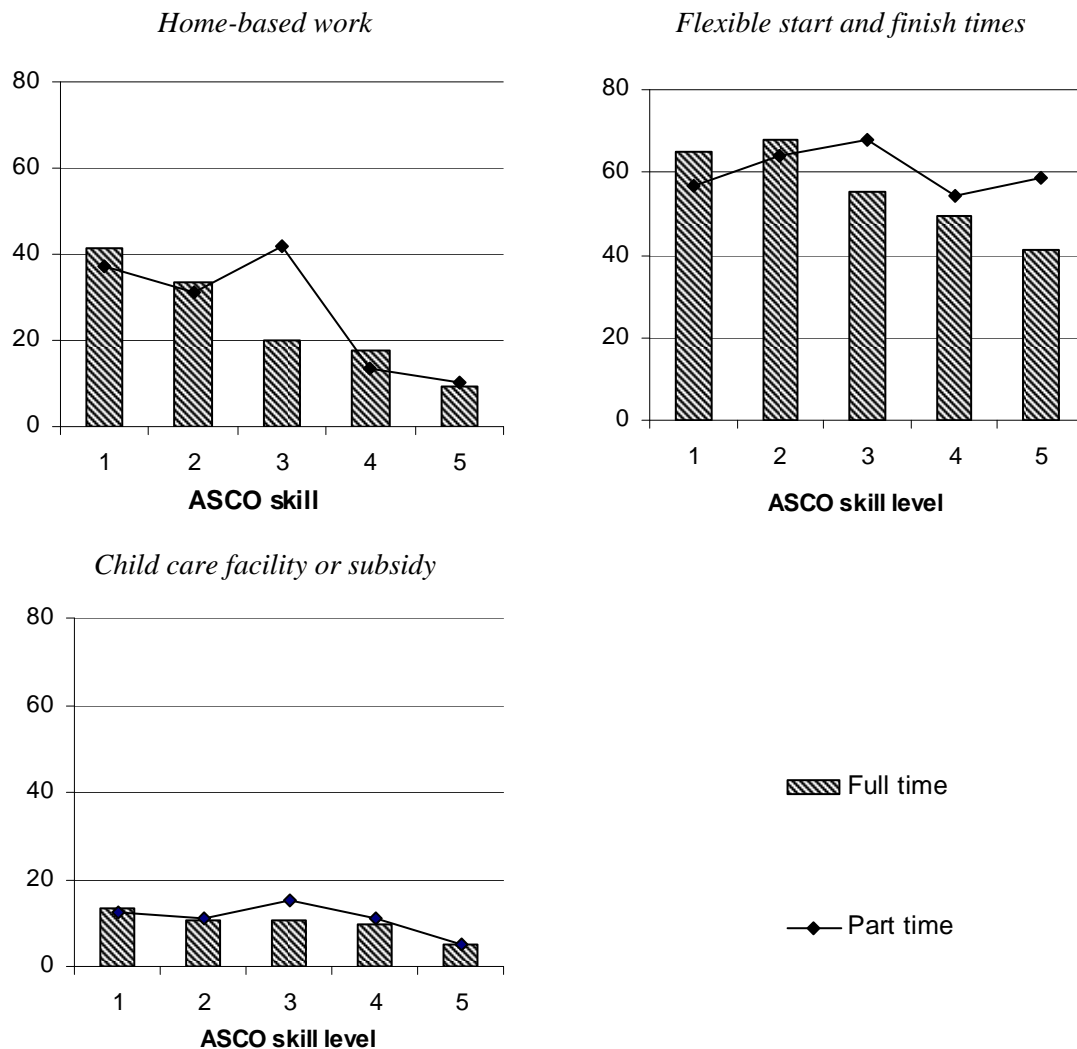 Home-based work
80
60
40
20
0
1 2 3 4 5
ASCO skill
Flexible start and finish times
80
60
40
20
0
1 2 3 4 5
ASCO skill level
Child care facility or subsidy
80
60
40
20
0
1 2 3 4 5
ASCO skill level
Full time
Part time